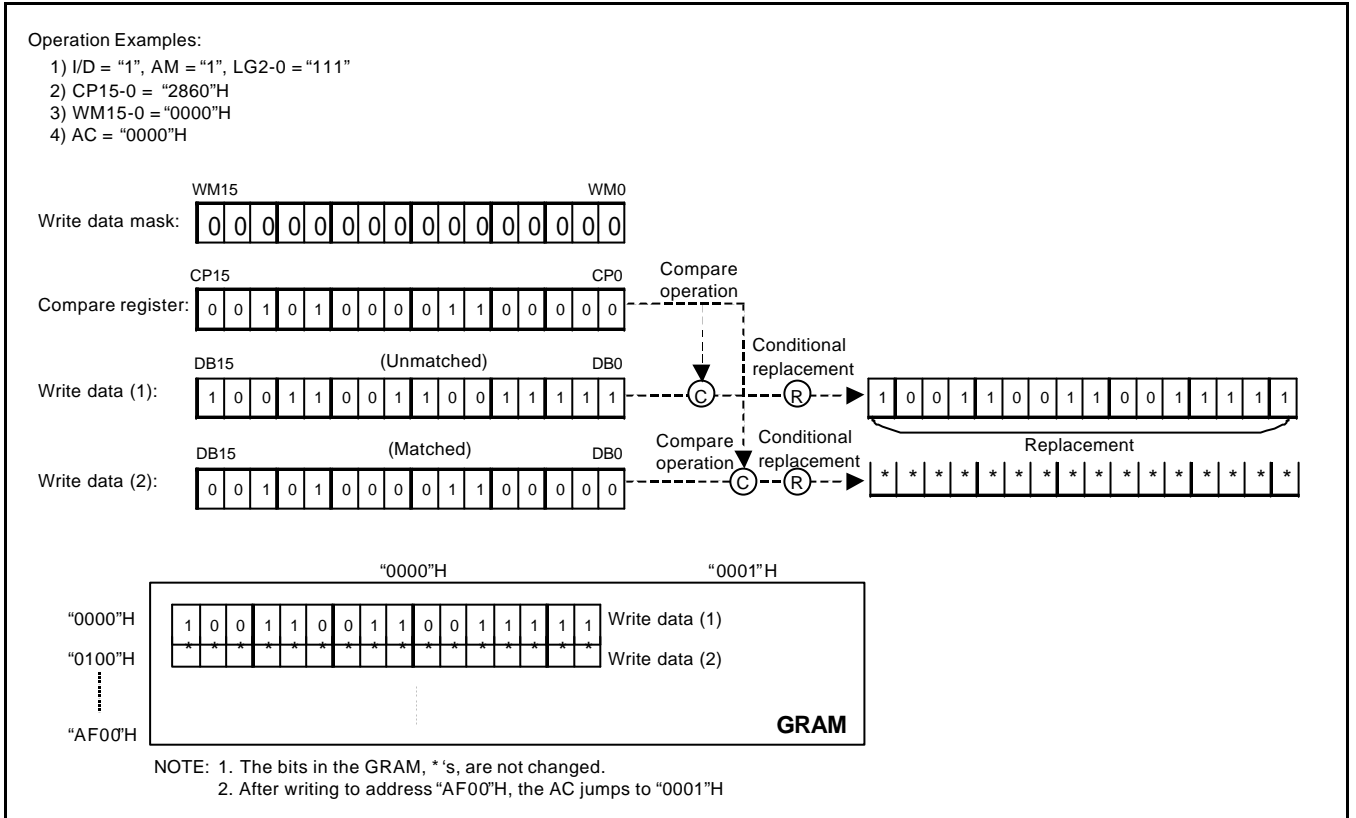 Operation Examples:
1) I/D = “1”, AM = “1”, LG2-0 = “111”
2) CP15-0 = “2860”H
3) WM15-0 = “0000”H
4) AC = “0000”H
WM15 WM0
Write data mask: 0 0 0 0 0 0 0 0 0 0 0 0 0 0 0 0
CP15 CP0 Compare
operation
Compare register: 0 0 1 0 1 0 0 0 0 1 1 0 0 0 0 0
Conditional
replacement
DB15 (Unmatched) DB0
Write data (1): 1 0 0 1 1 0 0 1 1 0 0 1 1 1 1 1 C R 1 0 0 1 1 0 0 1 1 0 0 1 1 1 1 1
Replacement
DB15 (Matched) DB0 Compare Conditional
operation replacement
Write data (2): 0 0 1 0 1 0 0 0 0 1 1 0 0 0 0 0 C R * * * * * * * * * * * * * * * *
“0000”H “0001”H
“0000”H 1 0 0 1 1 0 0 1 1 0 0 1 1 1 1 1 Write data (1)
“0100”H * * * * * * * * * * * * * * * * Write data (2)
“AF00”H GRAM
NOTE: 1. The bits in the GRAM, * ‘s, are not changed.
2. After writing to address “AF00”H, the AC jumps to “0001”H